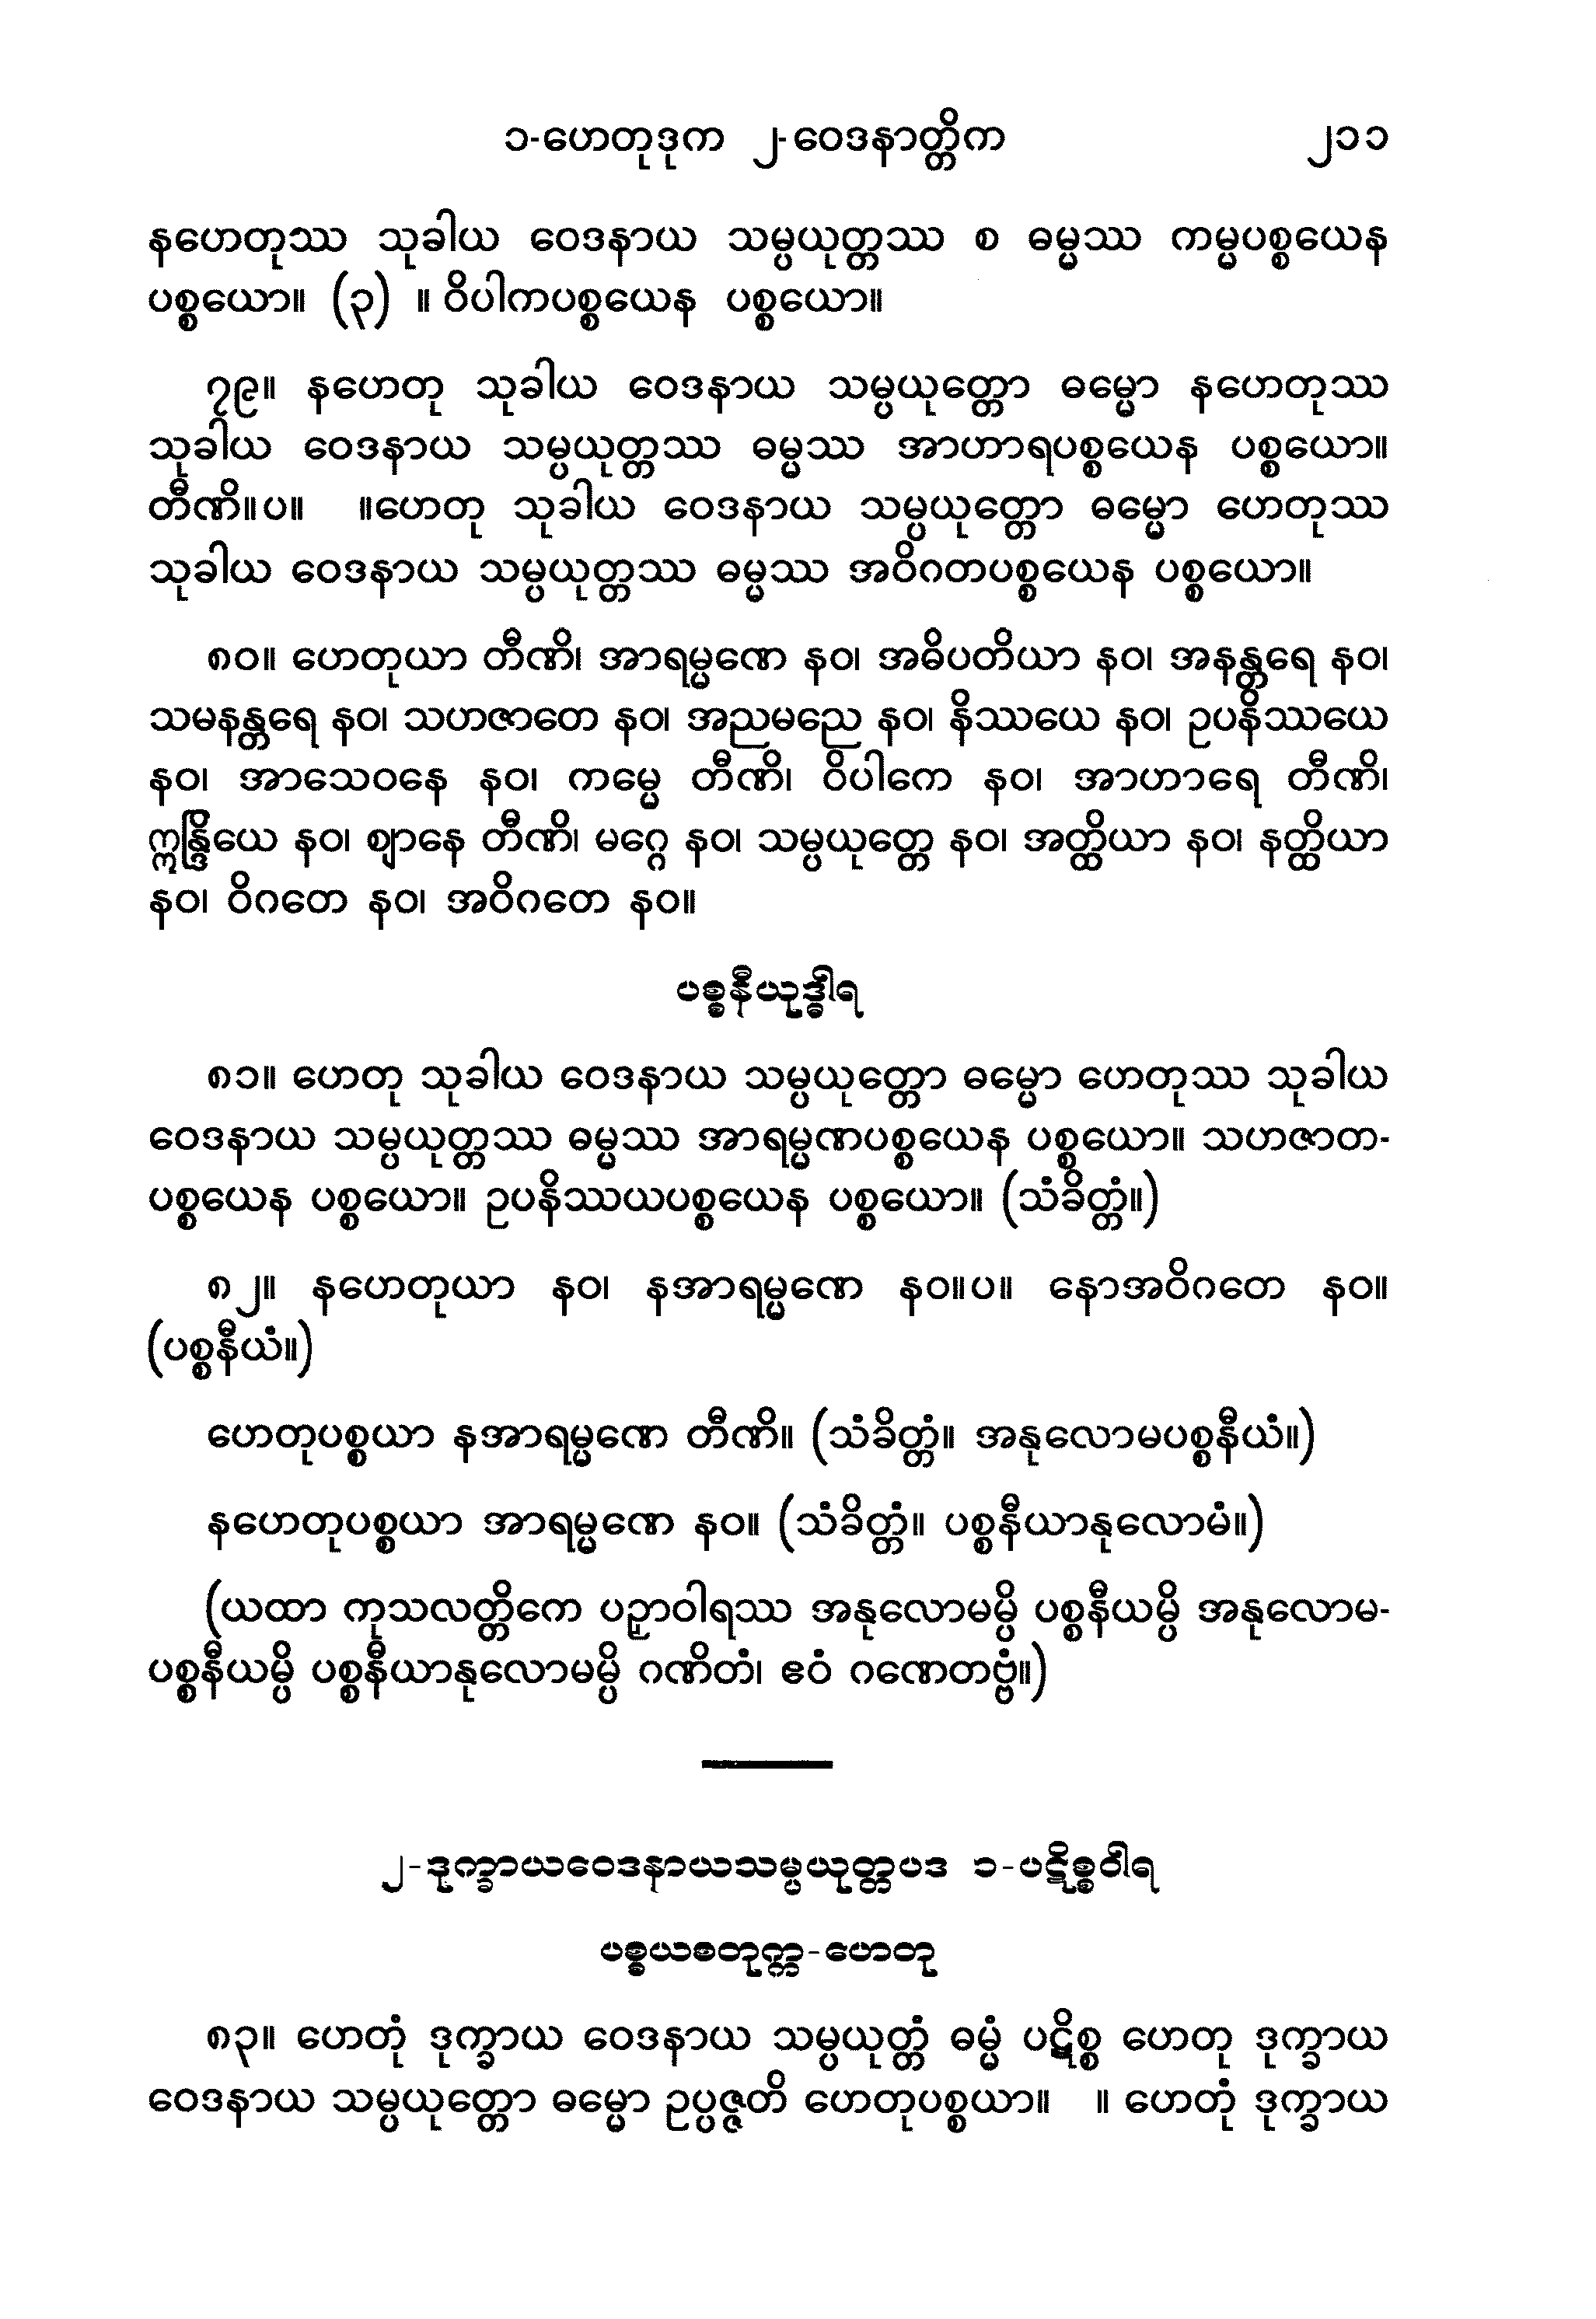 ၁-ဟေတုဒုက ၂-ဝေဒနာတ္တိက ၂၁၁
နဟေတုဿ သုခါယ ဝေဒနာယ သမ္ပယုတ္တဿ စ ဓမ္မဿ ကမ္မပစ္စယေန
ပစ္စယော။ (၃) ။ ဝိပါကပစ္စယေန ပစ္စယော။
၇၉။ နဟေတု သုခါယ ဝေဒနာယ သမ္ပယုတ္တော ဓမ္မော နဟေတုဿ
သုခါယ ဝေဒနာယ သမ္ပယုတ္တဿ ဓမ္မဿ အာဟာရပစ္စယေန ပစ္စယော။
တီဏိ။ပ။ ။ဟေတု သုခါယ ဝေဒနာယ သမ္ပယုတ္တော ဓမ္မော ဟေတုဿ
သုခါယ ဝေဒနာယ သမ္ပယုတ္တဿ ဓမ္မဿ အဝိဂတပစ္စယေန ပစ္စယော။
၈၀။ ဟေတုယာ တီဏိ၊ အာရမ္မဏေ နဝ၊ အဓိပတိယာ နဝ၊ အနန္တရေ နဝ၊
သမနန္တရေ နဝ၊ သဟဇာတေ နဝ၊ အညမညေ နဝ၊ နိဿယေ နဝ၊ ဥပနိဿယေ
နဝ၊ အာသေဝနေ နဝ၊ ကမ္မေ တီဏိ၊ ဝိပါကေ နဝ၊ အာဟာရေ တီဏိ၊
ဣန္ဒြိယေ နဝ၊ ဈာနေ တီဏိ၊ မဂ္ဂေ နဝ၊ သမ္ပယုတ္တေ နဝ၊ အတ္ထိယာ နဝ၊ နတ္ထိယာ
နဝ၊ ဝိဂတေ နဝ၊ အဝိဂတေ နဝ။
ပစ္စနီယုဒ္ဓါရ
၈၁။ ဟေတု သုခါယ ဝေဒနာယ သမ္ပယုတ္တော ဓမ္မော ဟေတုဿ သုခါယ
ဝေဒနာယ သမ္ပယုတ္တဿ ဓမ္မဿ အာရမ္မဏပစ္စယေန ပစ္စယော။ သဟဇာတ-
ပစ္စယေန ပစ္စယော။ ဥပနိဿယပစ္စယေန ပစ္စယော။ (သံခိတ္တံ။)
၈၂။ နဟေတုယာ နဝ၊ နအာရမ္မဏေ နဝ။ပ။ နောအဝိဂတေ နဝ။
(ပစ္စနီယံ။)
ဟေတုပစ္စယာ နအာရမ္မဏေ တီဏိ။ (သံခိတ္တံ။ အနုလောမပစ္စနီယံ။)
နဟေတုပစ္စယာ အာရမ္မဏေ နဝ။ (သံခိတ္တံ။ ပစ္စနီယာနုလောမံ။)
(ယထာ ကုသလတ္တိကေ ပဉှာဝါရဿ အနုလောမမ္ပိ ပစ္စနီယမ္ပိ အနုလောမ-
ပစ္စနီယမ္ပိ ပစ္စနီယာနုလောမမ္ပိ ဂဏိတံ၊ ဧဝံ ဂဏေတဗ္ဗံ။)
၂-ဒုက္ခာယဝေဒနာယသမ္ပယုတ္တပဒ ၁-ပဋိစ္စဝါရ
ပစ္စယစတုက္က-ဟေတု
၈၃။ ဟေတုံ ဒုက္ခာယ ဝေဒနာယ သမ္ပယုတ္တံ ဓမ္မံ ပဋိစ္စ ဟေတု ဒုက္ခာယ
ဝေဒနာယ သမ္ပယုတ္တော ဓမ္မော ဥပ္ပဇ္ဇတိ ဟေတုပစ္စယာ။ ။ ဟေတုံ ဒုက္ခာယ